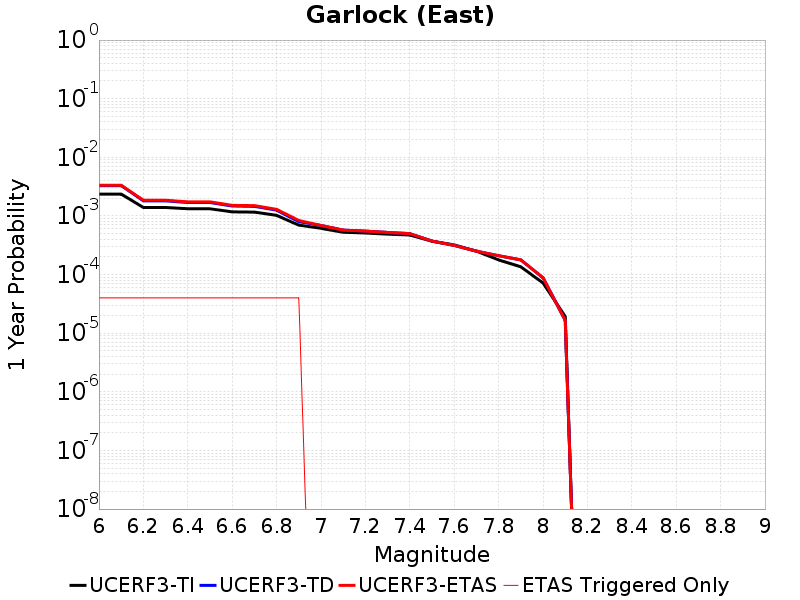 Garlock (East)
1 Year Probability
10^0
10^-1
10^-2
10^-3
10^-4
10^-5
10^-6
10^-7
10^-8
6 6.2 6.4 6.6 6.8 7 7.2 7.4 7.6 7.8 8 8.2 8.4 8.6 8.8 9
Magnitude
UCERF3-TI UCERF3-TD UCERF3-ETAS ETAS Triggered Only